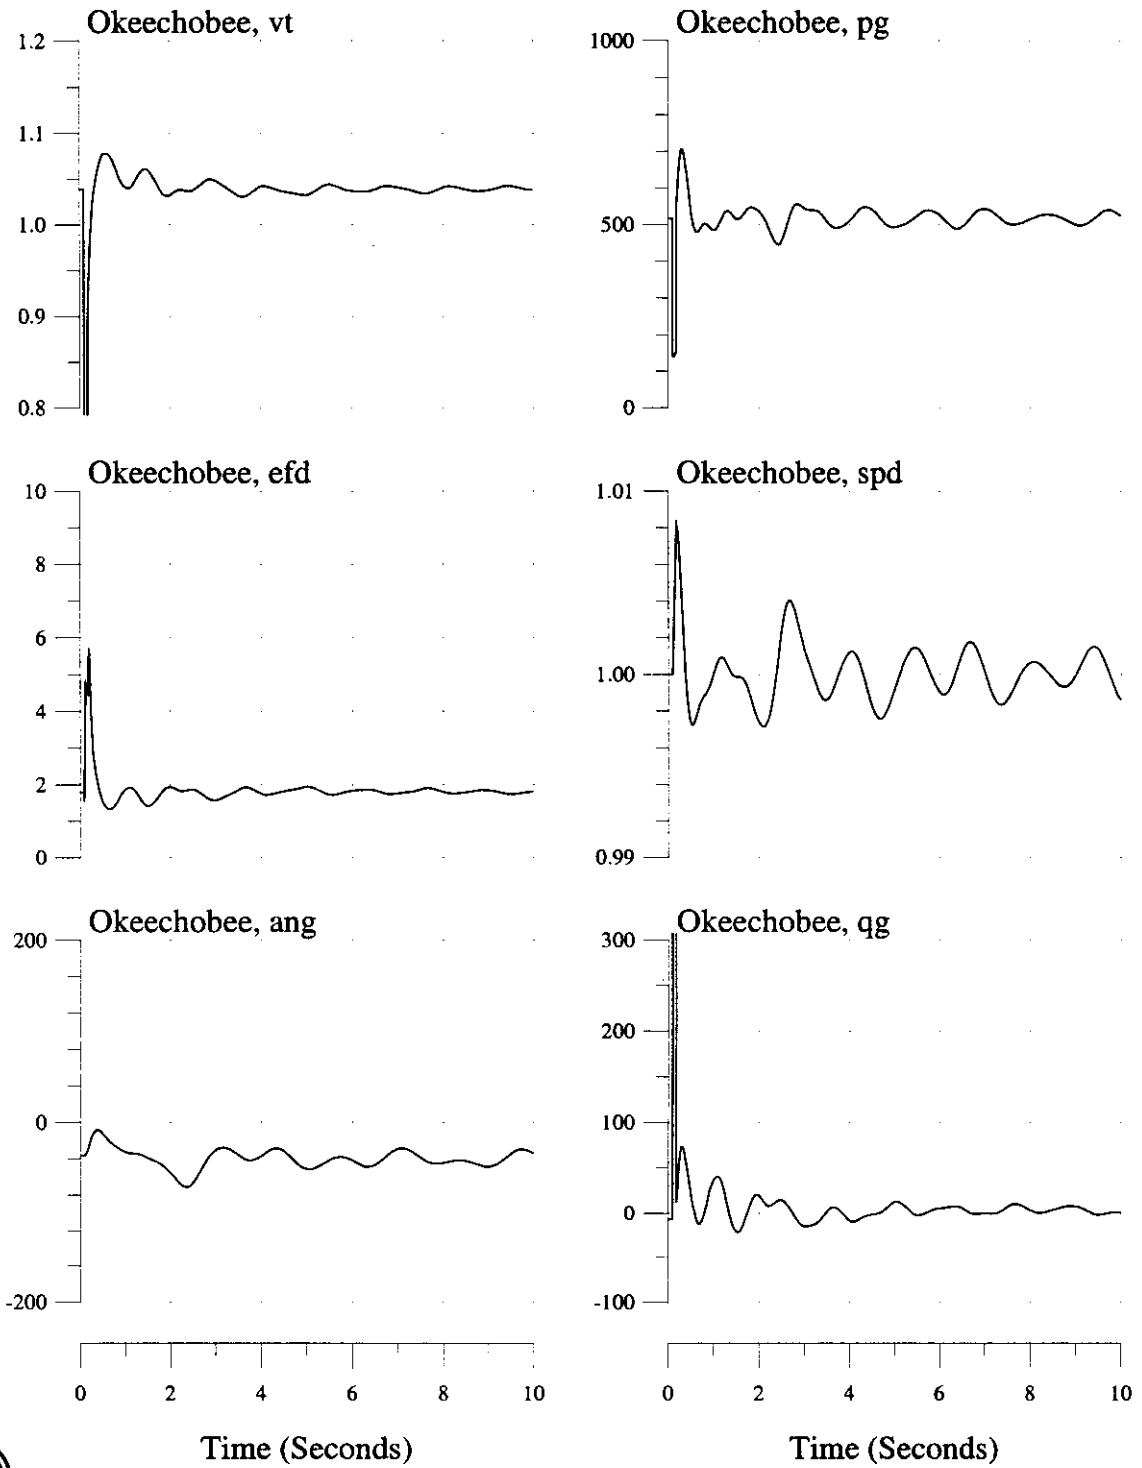 Okeechobee, vt
1.2
1.1
1.0
0.9
0.8
Okeechobee, pg
1000
500
0
Okeechobee, efd
10
8
6
4
2
0
Okeechobee, spd
1.01
1.00
0.99
Okeechobee, ang
200
0
-200
0 2 4 6 8 10
Time (Seconds)
Okeechobee, qg
300
200
100
0
-100
0 2 4 6 8 10
Time (Seconds)